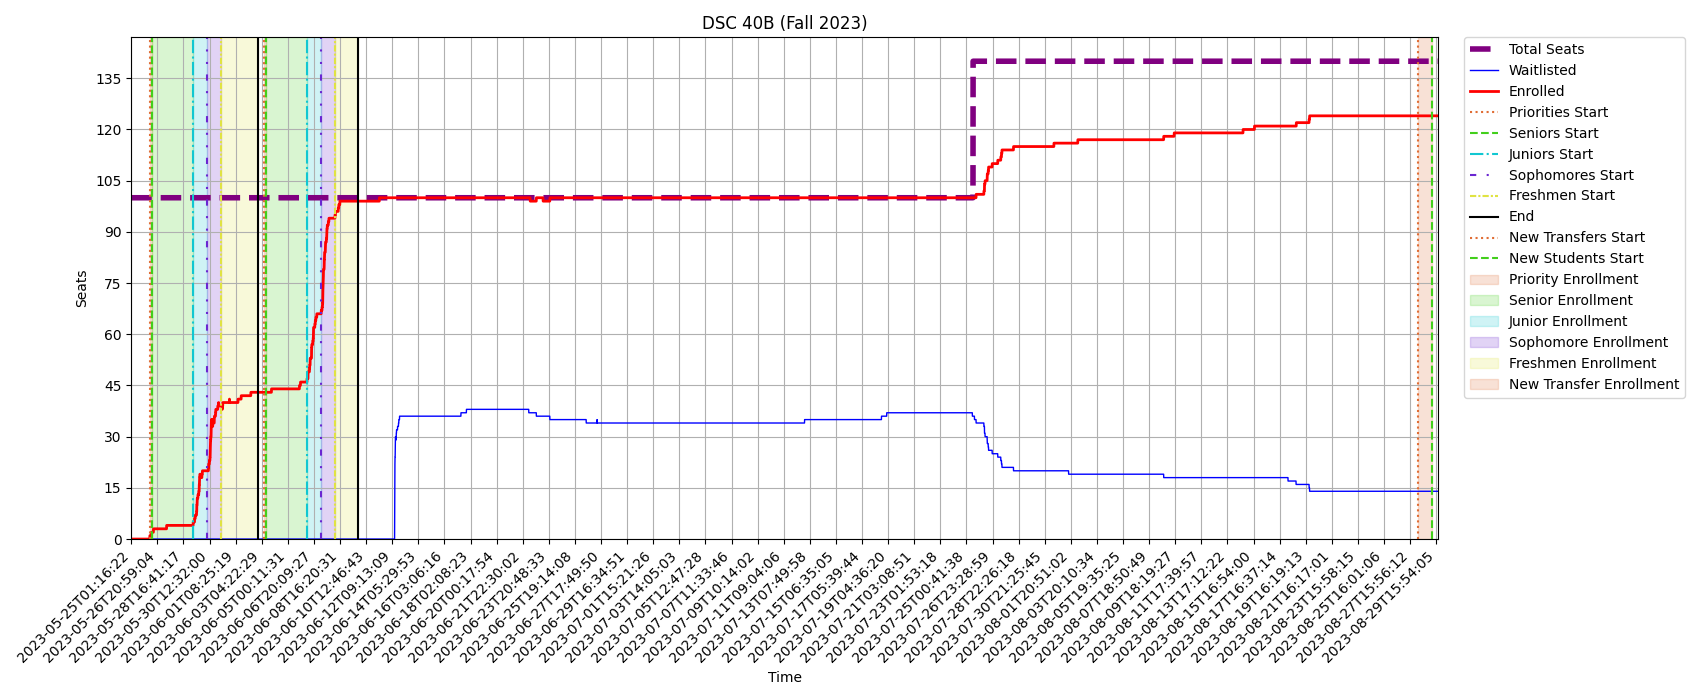 DSC 40B (Fall 2023)
Seats
135
120
105
90
75
60
45
30
15
0
2023-05-25T01:16:22
2023-05-26T20:59:04
2023-05-28T16:41:17
2023-05-30T12:32:00
2023-06-01T08:25:19
2023-06-03T04:22:29
2023-06-05T00:11:31
2023-06-06T20:09:27
2023-06-08T16:20:31
2023-06-10T12:46:43
2023-06-12T09:13:09
2023-06-14T05:29:53
2023-06-16T03:06:16
2023-06-18T02:08:23
2023-06-20T00:17:54
2023-06-21T22:30:02
2023-06-23T20:48:33
2023-06-25T19:14:08
2023-06-27T17:49:50
2023-06-29T16:34:51
2023-07-01T15:21:26
2023-07-03T14:05:03
2023-07-05T12:47:28
2023-07-07T11:33:46
2023-07-09T10:14:02
2023-07-11T09:04:06
2023-07-13T07:49:58
2023-07-15T06:35:05
2023-07-17T05:39:44
2023-07-19T04:36:20
2023-07-21T03:08:51
2023-07-23T01:53:18
2023-07-25T00:41:38
2023-07-26T23:28:59
2023-07-28T22:26:18
2023-07-30T21:25:45
2023-08-01T20:51:02
2023-08-03T20:10:34
2023-08-05T19:35:25
2023-08-07T18:50:49
2023-08-09T18:19:27
2023-08-11T17:39:57
2023-08-13T17:12:22
2023-08-15T16:54:00
2023-08-17T16:37:14
2023-08-19T16:19:13
2023-08-21T16:17:01
2023-08-23T15:58:15
2023-08-25T16:01:06
2023-08-27T15:56:12
2023-08-29T15:54:05
Time
Total Seats
Waitlisted
Enrolled
Priorities Start
Seniors Start
Juniors Start
Sophomores Start
Freshmen Start
End
New Transfers Start
New Students Start
Priority Enrollment
Senior Enrollment
Junior Enrollment
Sophomore Enrollment
Freshmen Enrollment
New Transfer Enrollment